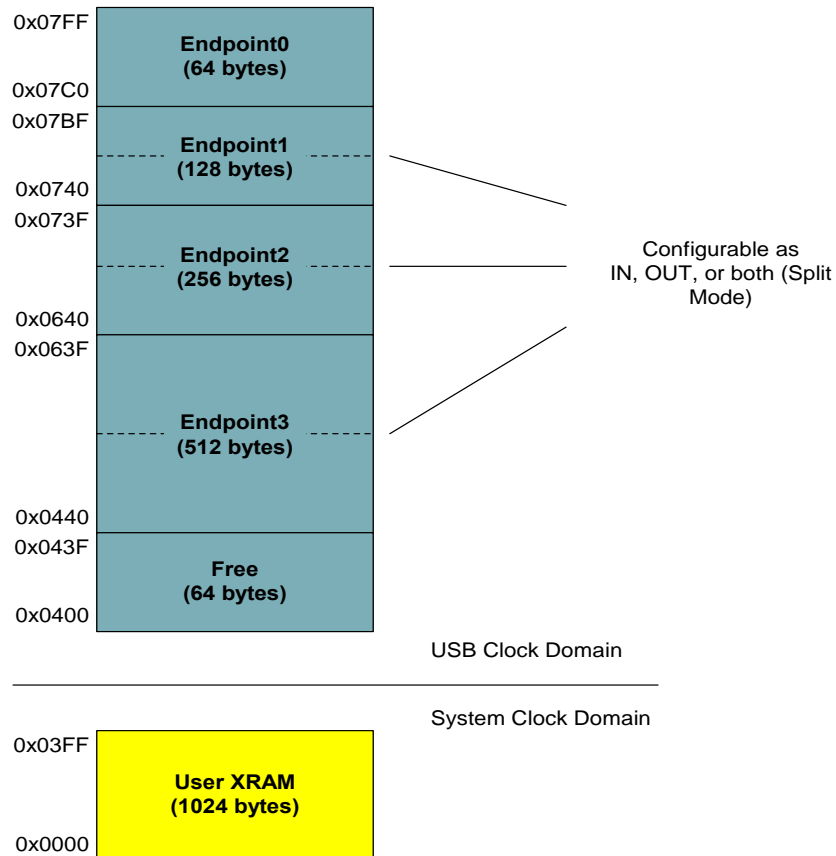 0x07FF
Endpoint0
(64 bytes)
0x07C0
0x07BF
Endpoint1
(128 bytes)
0x0740
0x073F
Endpoint2
(256 bytes)
0x0640
0x063F
Endpoint3
(512 bytes)
0x0440
0x043F
Free
(64 bytes)
0x0400
Configurable as
IN, OUT, or both (Split
Mode)
USB Clock Domain
System Clock Domain
0x03FF
User XRAM
(1024 bytes)
0x0000